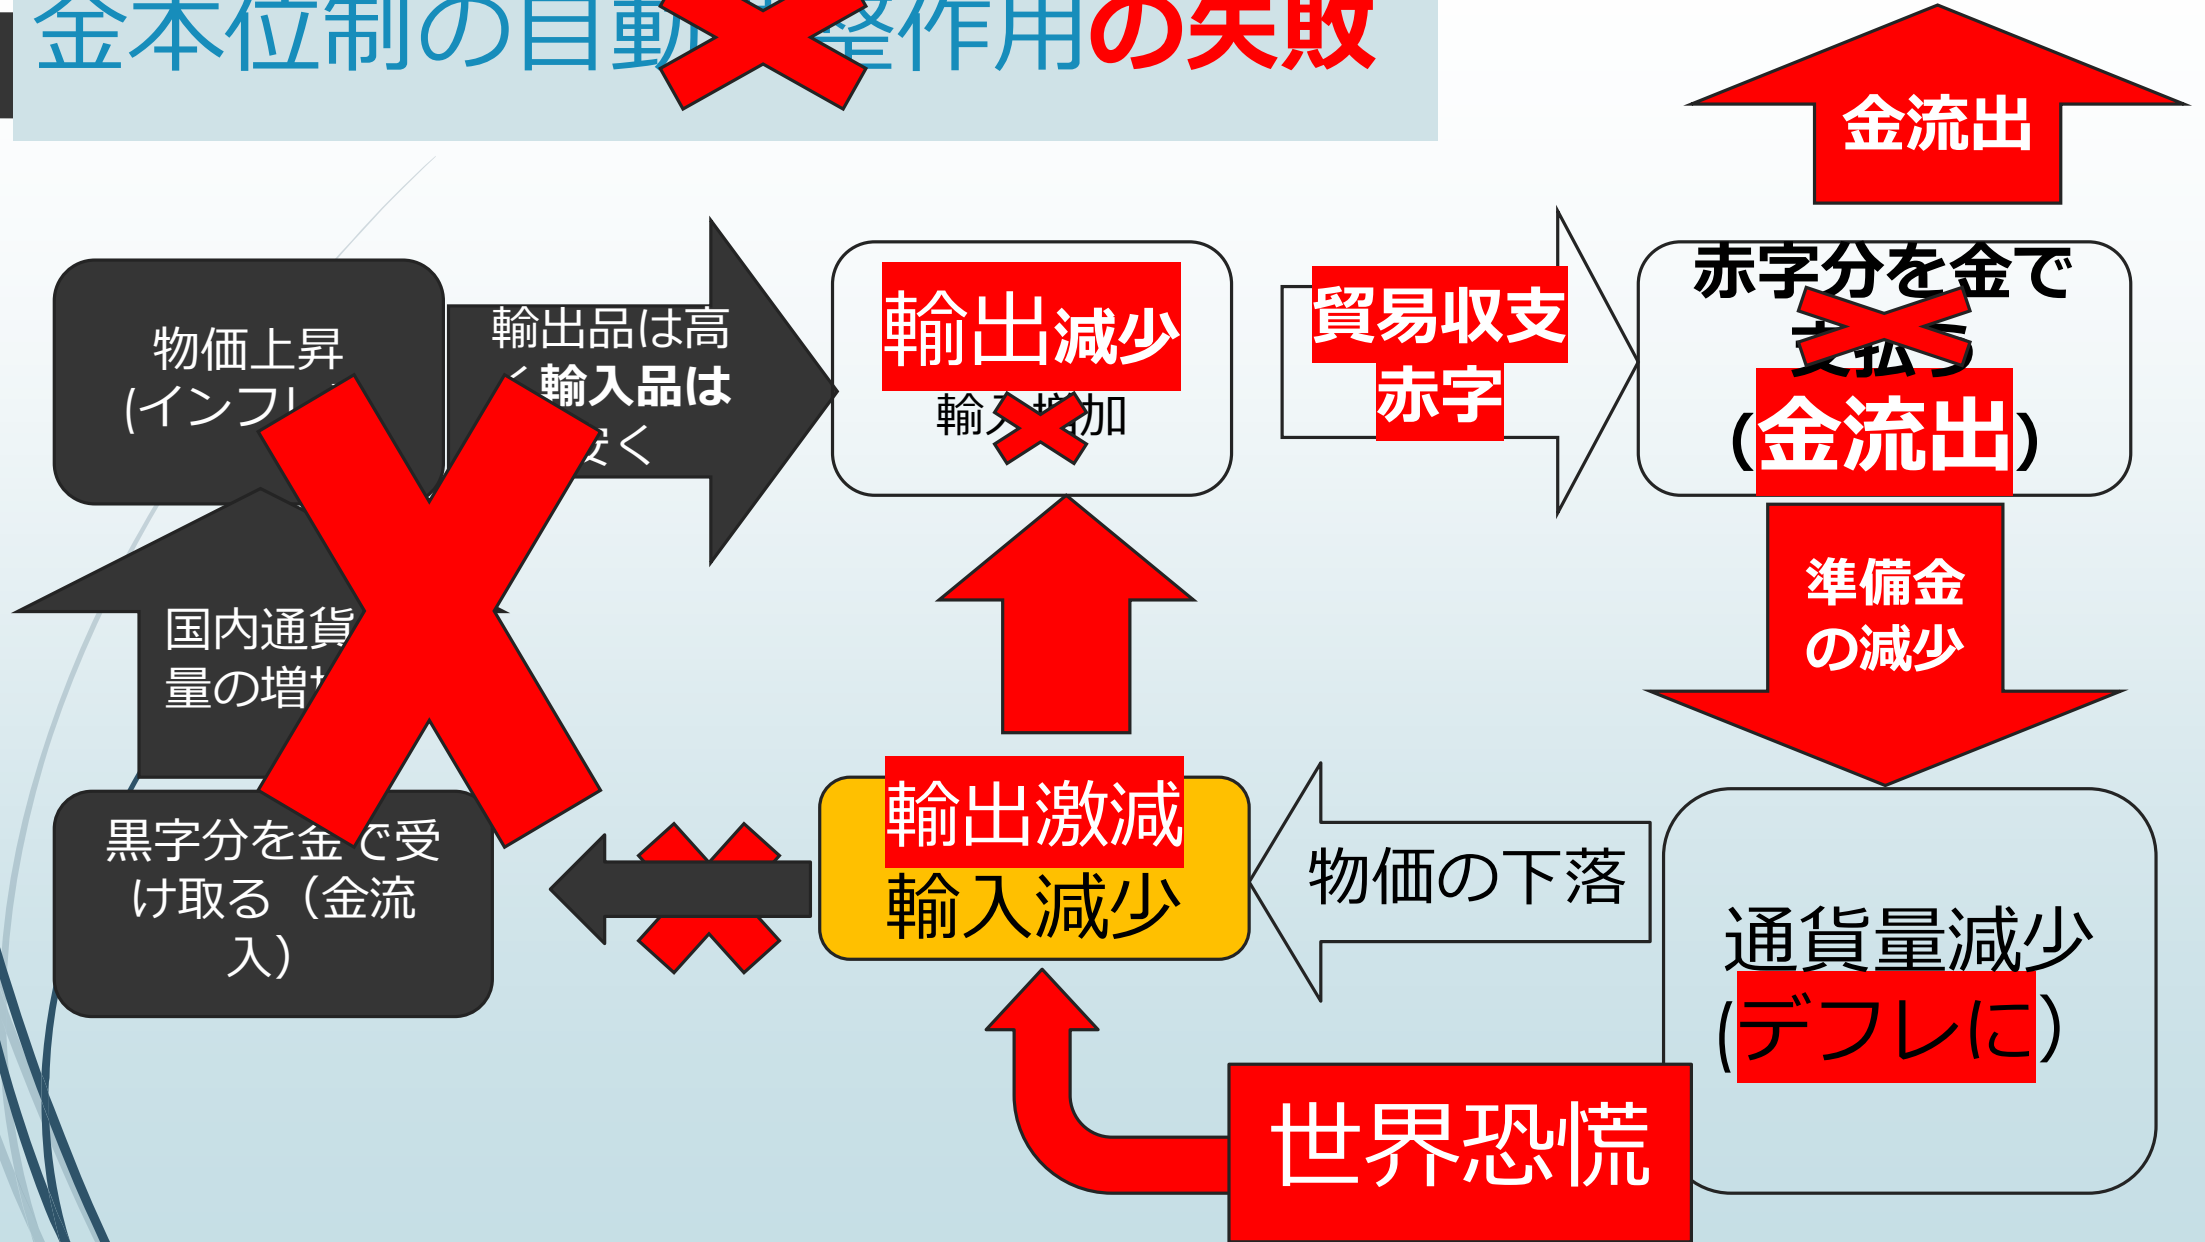 金本位制の自動調整作用の失敗
金流出
物価上昇
(インフレ
輸出品は高
く輸入品は
安く
輸出減少
輸入増加
貿易収支
赤字
赤字分を金で
支払う
(金流出)
準備金
の減少
国内通貨
量の増加
黒字分を金で受
け取る（金流
入）
輸出激減
輸入減少
物価の下落
通貨量減少
(デフレに）
世界恐慌